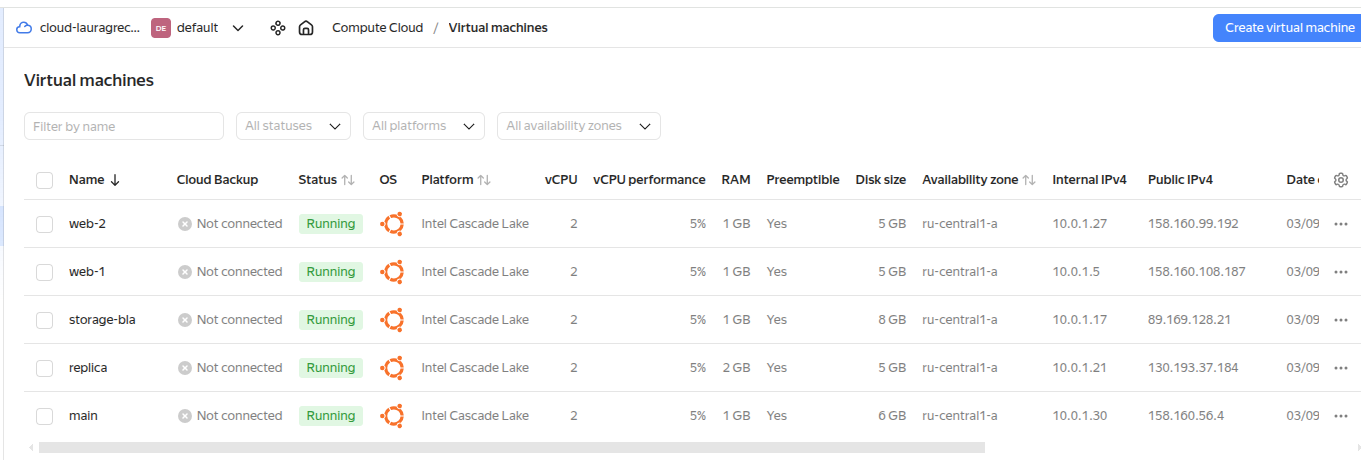 cloud-lauragrec... DE default Compute Cloud / Virtual machines Create virtual machine
Virtual machines
Filter by name All statuses All platforms All availability zones
Name Cloud Backup Status OS Platform vCPU vCPU performance RAM Preemptible Disk size Availability zone Internal IPv4 Public IPv4 Date
web-2 Not connected Running Intel Cascade Lake 2 5% 1 GB Yes 5 GB ru-central1-a 10.0.1.27 158.160.99.192 03/09
web-1 Not connected Running Intel Cascade Lake 2 5% 1 GB Yes 5 GB ru-central1-a 10.0.1.5 158.160.108.187 03/09
storage-bla Not connected Running Intel Cascade Lake 2 5% 1 GB Yes 8 GB ru-central1-a 10.0.1.17 89.169.128.21 03/09
replica Not connected Running Intel Cascade Lake 2 5% 2 GB Yes 5 GB ru-central1-a 10.0.1.21 130.193.37.184 03/09
main Not connected Running Intel Cascade Lake 2 5% 1 GB Yes 6 GB ru-central1-a 10.0.1.30 158.160.56.4 03/09